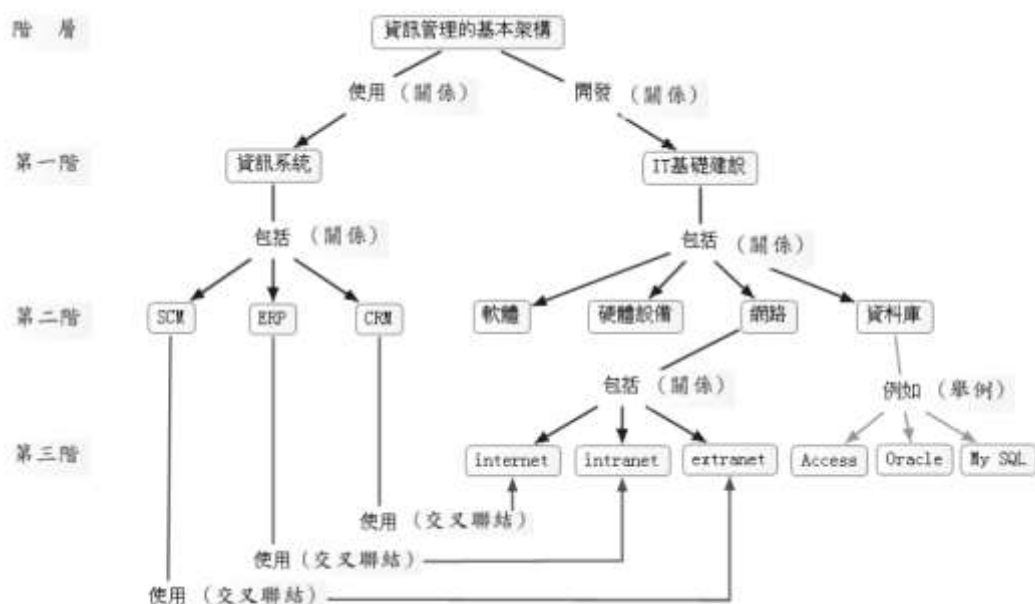 階 層
資訊管理的基本架構
使用 (關係) 開發 (關係)
第一階 資訊系統 IT基礎建設
包括 (關係) 包括 (關係)
第二階 SCM ERP CRM 軟體 硬體設備 網路 資料庫
包括 (關係) 例如 (舉例)
第三階 internet intranet extranet Access Oracle My SQL
使用 (交叉聯結)
使用 (交叉聯結)
使用 (交叉聯結)